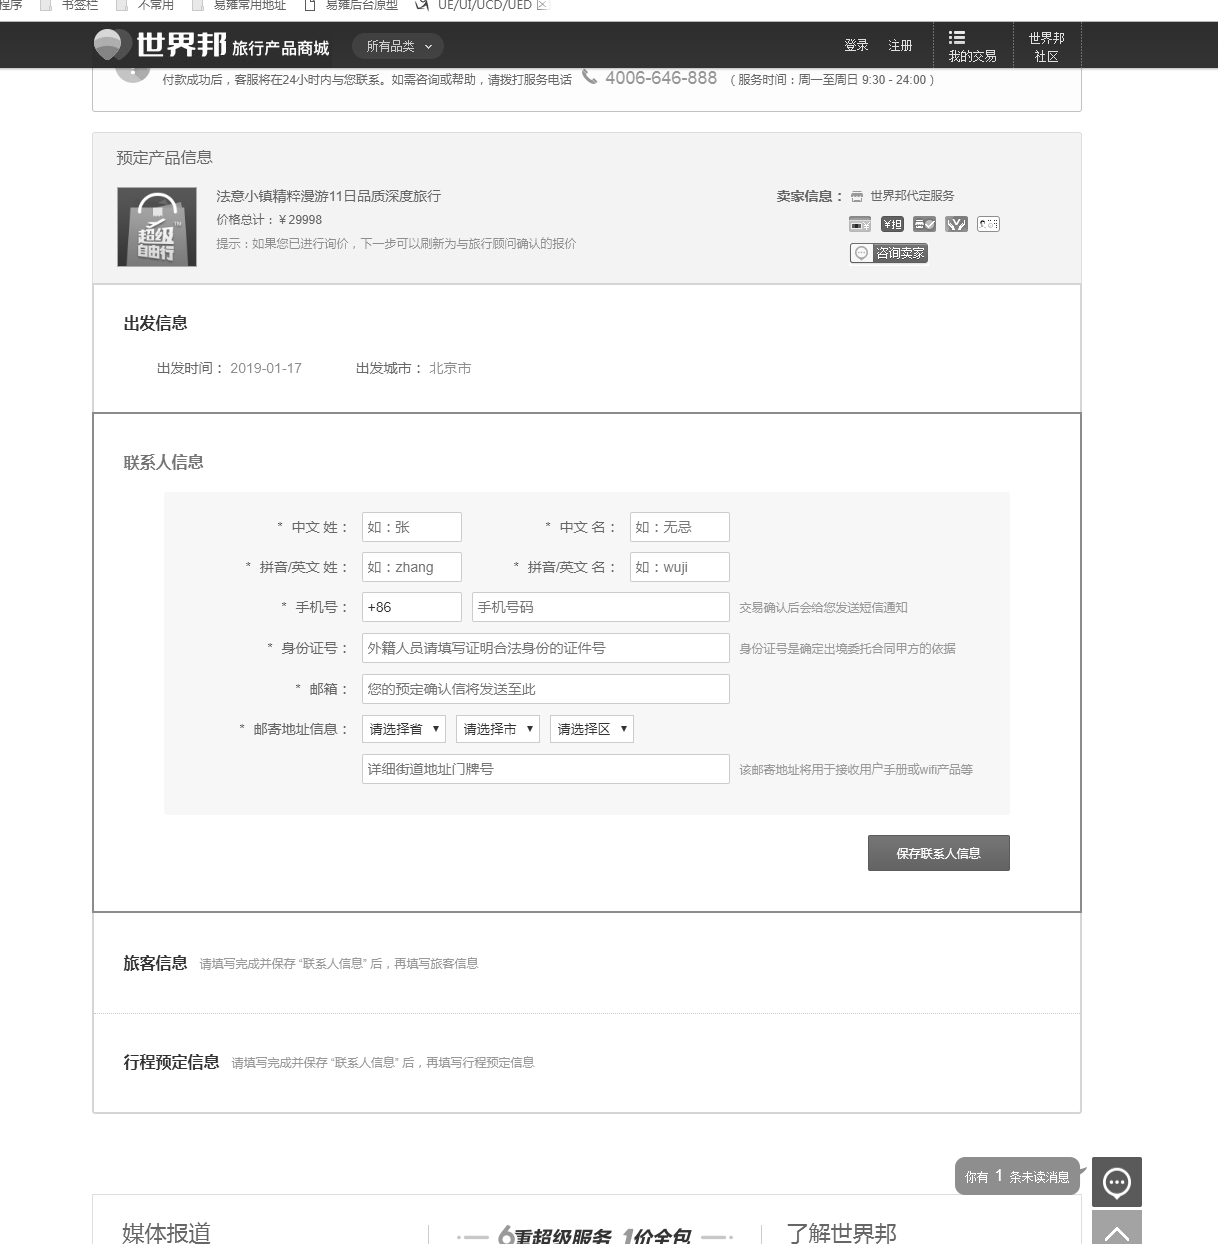 程序 书签栏 不常用 易雍常用地址 易雍后台原型 UE/UI/UCD/UED
世界邦 旅行产品商城 所有品类 登录 注册 我的交易 世界邦社区
付款成功后，客服将在24小时内与您联系。如需咨询或帮助，请拨打服务电话 4006-646-888 （服务时间：周一至周日 9:30 - 24:00 ）
预定产品信息
法意小镇精粹漫游11日品质深度旅行 卖家信息： 世界邦代定服务
超级自由行 TM
价格总计：￥29998
¥担
提示：如果您已进行询价，下一步可以刷新为与旅行顾问确认的报价
咨询卖家
出发信息
出发时间： 2019-01-17 出发城市： 北京市
联系人信息
* 中文 姓： 如：张 * 中文 名： 如：无忌
* 拼音/英文 姓： 如：zhang * 拼音/英文 名： 如：wuji
* 手机号： +86 手机号码 交易确认后会给您发送短信通知
* 身份证号： 外籍人员请填写证明合法身份的证件号 身份证号是确定出境委托合同甲方的依据
* 邮箱： 您的预定确认信将发送至此
* 邮寄地址信息： 请选择省 请选择市 请选择区
详细街道地址门牌号 该邮寄地址将用于接收用户手册或wifi产品等
保存联系人信息
旅客信息 请填写完成并保存 “联系人信息” 后，再填写旅客信息
行程预定信息 请填写完成并保存 “联系人信息” 后，再填写行程预定信息
你有 1 条未读消息
媒体报道 6重超级服务 1价全包 了解世界邦